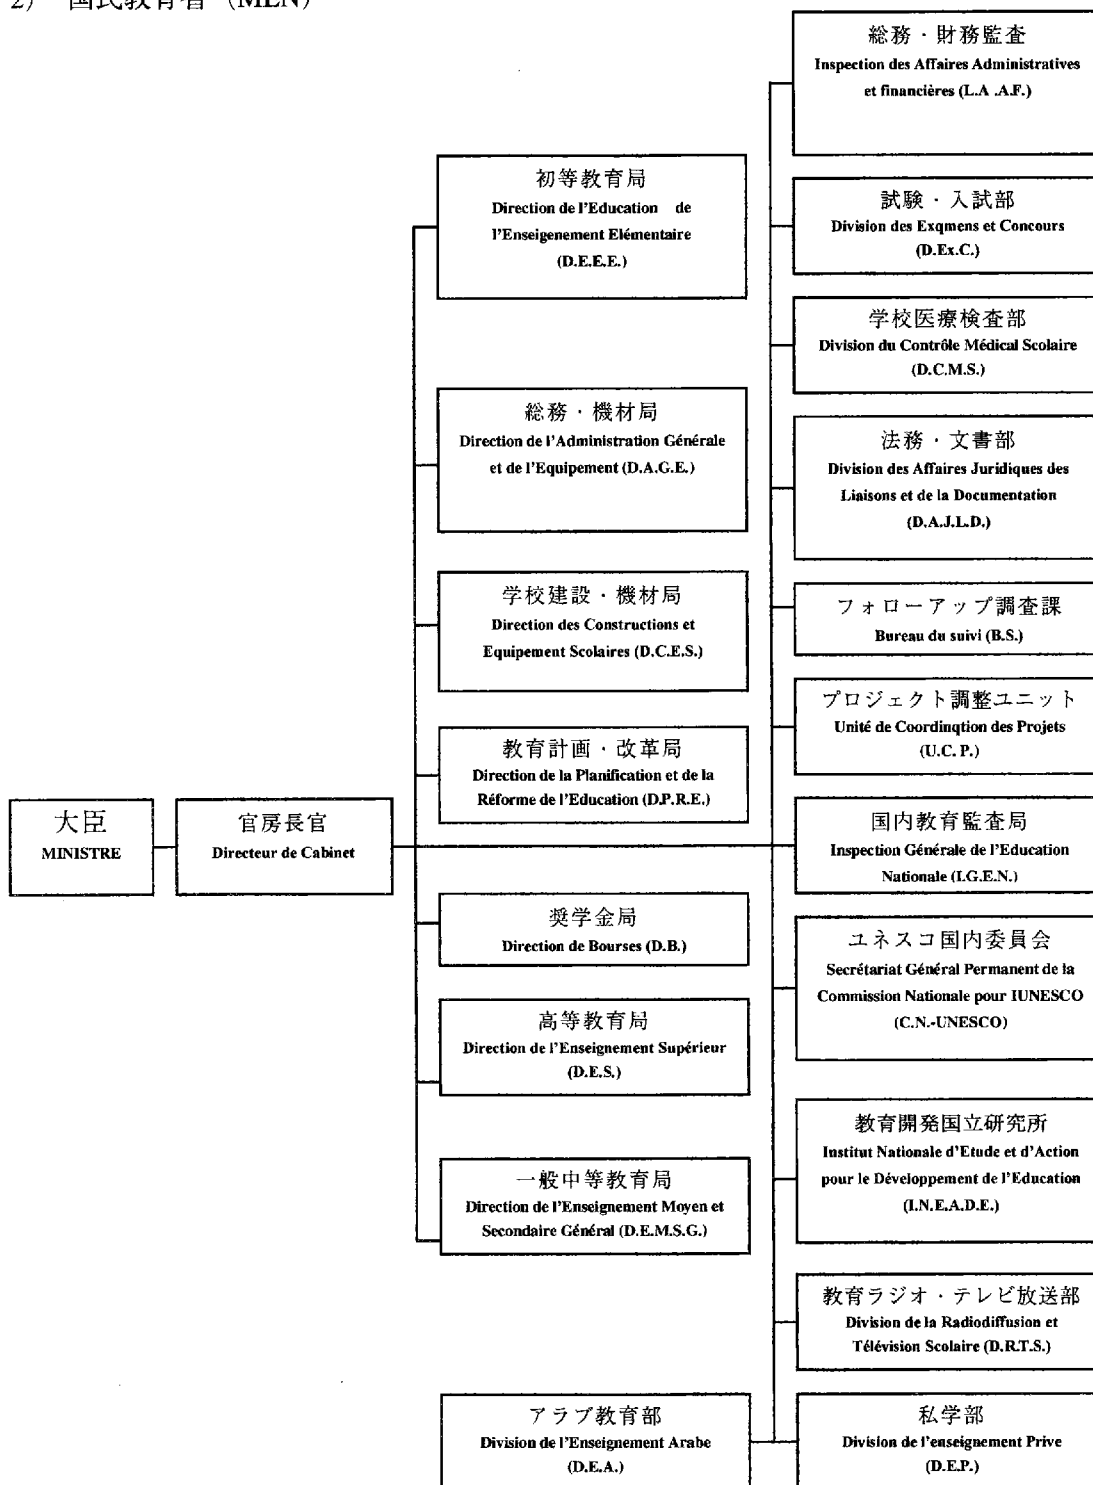 2) 国民教育省 (MEN)
総務・財務監査
Inspection des Affaires Administratives
et financières (L.A .A.F.)
初等教育局
Direction de l'Education de
l'Enseigenement Elémentaire
(D.E.E.E.)
試験・入試部
Division des Exqmens et Concours
(D.Ex.C.)
学校医療検査部
Division du Contrôle Médical Scolaire
(D.C.M.S.)
総務・機材局
Direction de l'Administration Générale
et de l'Equipement (D.A.G.E.)
法務・文書部
Division des Affaires Juridiques des
Liaisons et de la Documentation
(D.A.J.L.D.)
学校建設・機材局
Direction des Constructions et
Equipement Scolaires (D.C.E.S.)
フォローアップ調査課
Bureau du suivi (B.S.)
プロジェクト調整ユニット
Unité de Coordinqtion des Projets
(U.C. P.)
教育計画・改革局
Direction de la Planification et de la
Réforme de l'Education (D.P.R.E.)
大臣
MINISTRE
官房長官
Directeur de Cabinet
国内教育監査局
Inspection Générale de l'Education
Nationale (I.G.E.N.)
奨学金局
Direction de Bourses (D.B.)
ユネスコ国内委員会
Secrétariat Général Permanent de la
Commission Nationale pour IUNESCO
(C.N.-UNESCO)
高等教育局
Direction de l'Enseignement Supérieur
(D.E.S.)
教育開発国立研究所
Institut Nationale d'Etude et d'Action
pour le Développement de l'Education
(I.N.E.A.D.E.)
一般中等教育局
Direction de l'Enseignement Moyen et
Secondaire Général (D.E.M.S.G.)
教育ラジオ・テレビ放送部
Division de la Radiodiffusion et
Télévision Scolaire (D.R.T.S.)
アラブ教育部
Division de l'Enseignement Arabe
(D.E.A.)
私学部
Division de l'enseignement Prive
(D.E.P.)